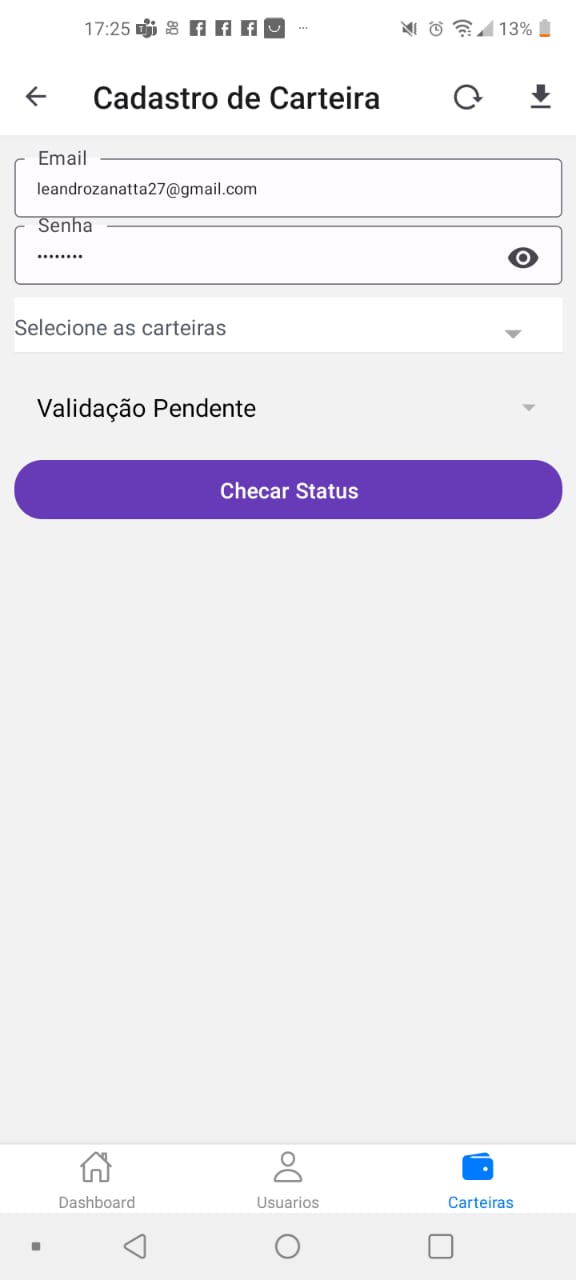 17:25
13%
Cadastro de Carteira
Email
leandrozanatta27@gmail.com
Senha
••••••••
Selecione as carteiras
Validação Pendente
Checar Status
Dashboard
Usuarios
Carteiras